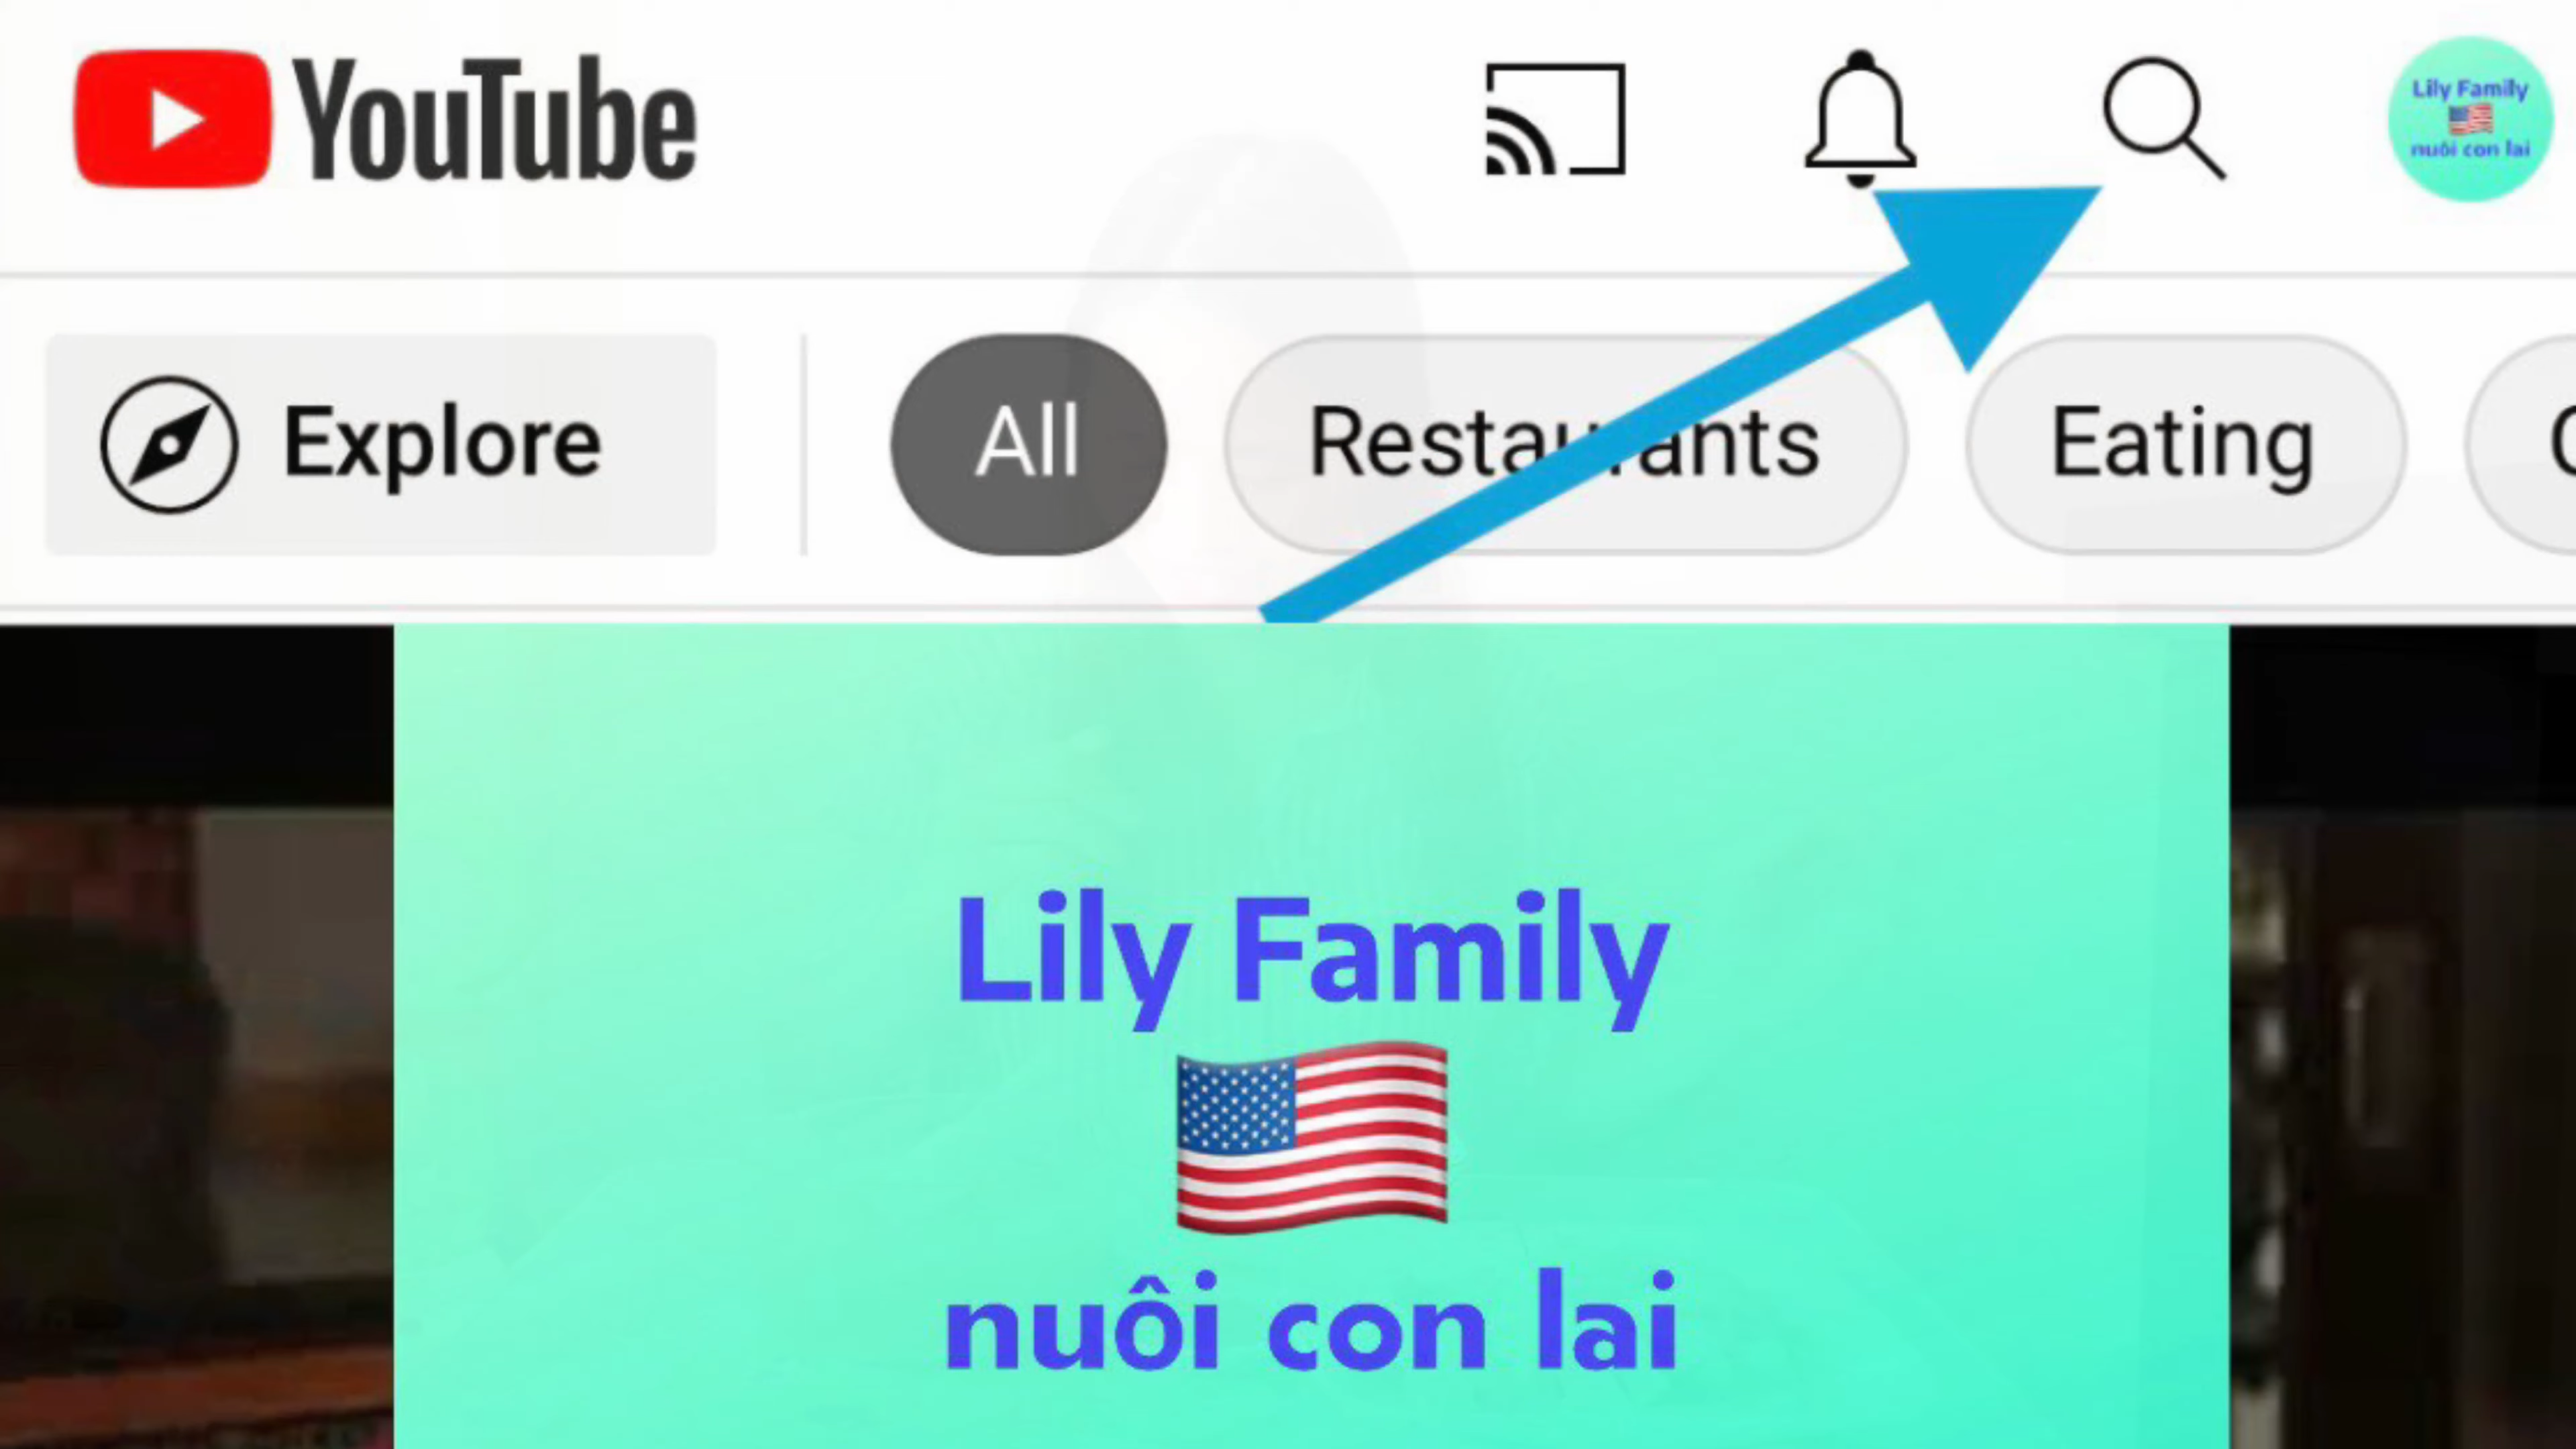 YouTube
Lily Family
nuôi con lai
Explore
All
Restaurants
Eating
Lily Family
nuôi con lai